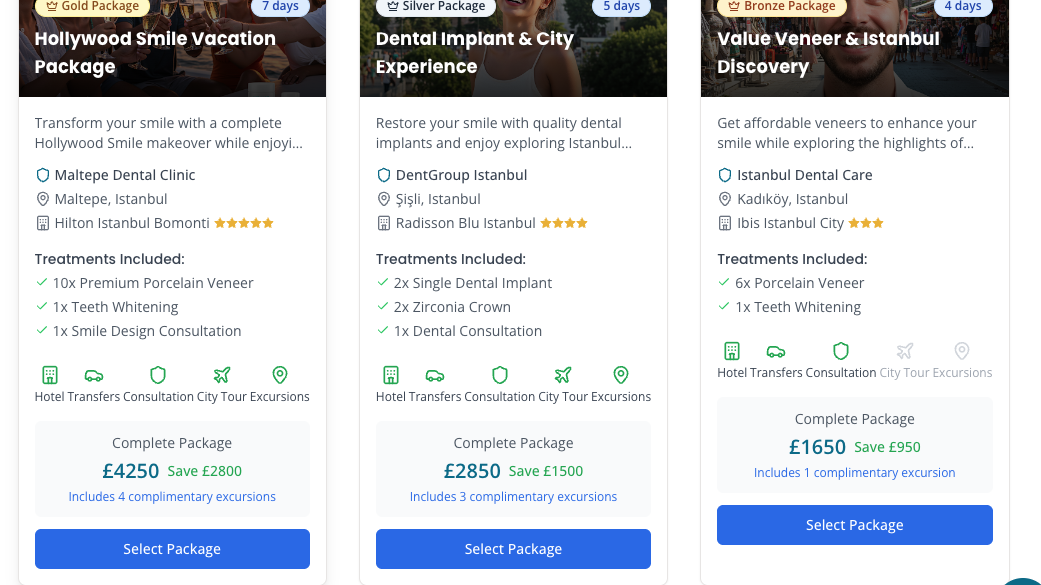 Gold Package
7 days
Hollywood Smile Vacation
Package
Transform your smile with a complete
Hollywood Smile makeover while enjoyi...
Maltepe Dental Clinic
Maltepe, Istanbul
Hilton Istanbul Bomonti
Treatments Included:
10x Premium Porcelain Veneer
1x Teeth Whitening
1x Smile Design Consultation
Hotel Transfers Consultation City Tour Excursions
Complete Package
£4250 Save £2800
Includes 4 complimentary excursions
Select Package
Silver Package
5 days
Dental Implant & City
Experience
Restore your smile with quality dental
implants and enjoy exploring Istanbul...
DentGroup Istanbul
Şişli, Istanbul
Radisson Blu Istanbul
Treatments Included:
2x Single Dental Implant
2x Zirconia Crown
1x Dental Consultation
Hotel Transfers Consultation City Tour Excursions
Complete Package
£2850 Save £1500
Includes 3 complimentary excursions
Select Package
Bronze Package
4 days
Value Veneer & Istanbul
Discovery
Get affordable veneers to enhance your
smile while exploring the highlights of...
Istanbul Dental Care
Kadıköy, Istanbul
Ibis Istanbul City
Treatments Included:
6x Porcelain Veneer
1x Teeth Whitening
Hotel Transfers Consultation City Tour Excursions
Complete Package
£1650 Save £950
Includes 1 complimentary excursion
Select Package